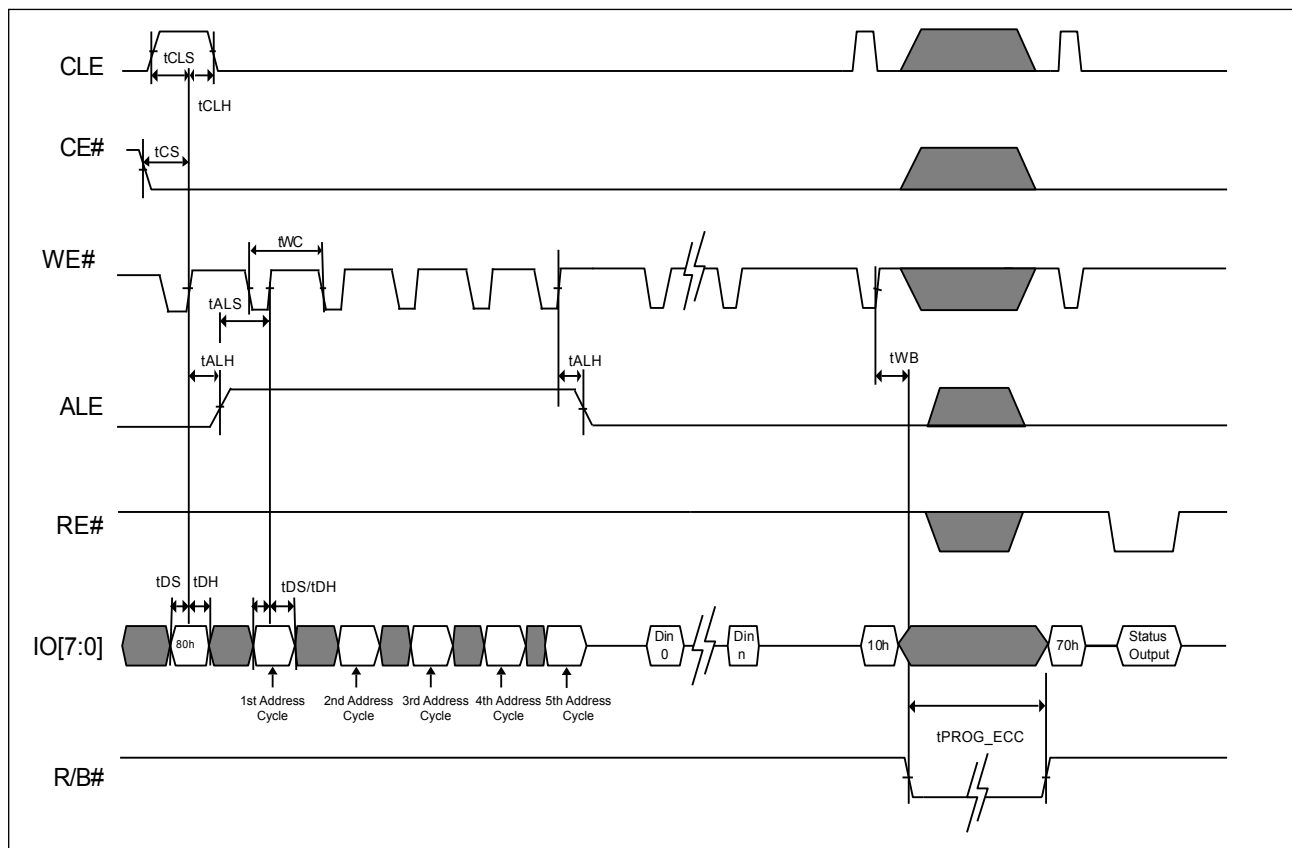 CLE
tCLS
tCLH
CE#
tCS
WE#
tWC
tALS
tALH
tALH
tWB
ALE
RE#
tDS
tDH
tDS/tDH
IO[7:0]
80h
Din
0
Din
n
10h
70h
Status
Output
1st Address
Cycle
2nd Address
Cycle
3rd Address
Cycle
4th Address
Cycle
5th Address
Cycle
tPROG_ECC
R/B#